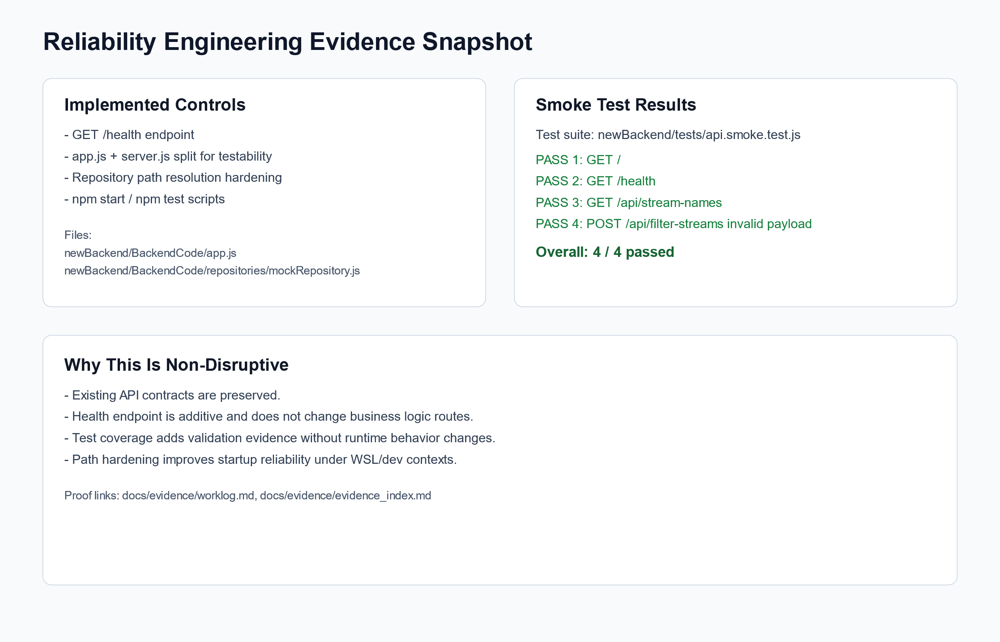 Reliability Engineering Evidence Snapshot
Implemented Controls
- GET /health endpoint
- app.js + server.js split for testability
- Repository path resolution hardening
- npm start / npm test scripts
Files:
newBackend/BackendCode/app.js
newBackend/BackendCode/repositories/mockRepository.js
Smoke Test Results
Test suite: newBackend/tests/api.smoke.test.js
PASS 1: GET /
PASS 2: GET /health
PASS 3: GET /api/stream-names
PASS 4: POST /api/filter-streams invalid payload
Overall: 4 / 4 passed
Why This Is Non-Disruptive
- Existing API contracts are preserved.
- Health endpoint is additive and does not change business logic routes.
- Test coverage adds validation evidence without runtime behavior changes.
- Path hardening improves startup reliability under WSL/dev contexts.
Proof links: docs/evidence/worklog.md, docs/evidence/evidence_index.md